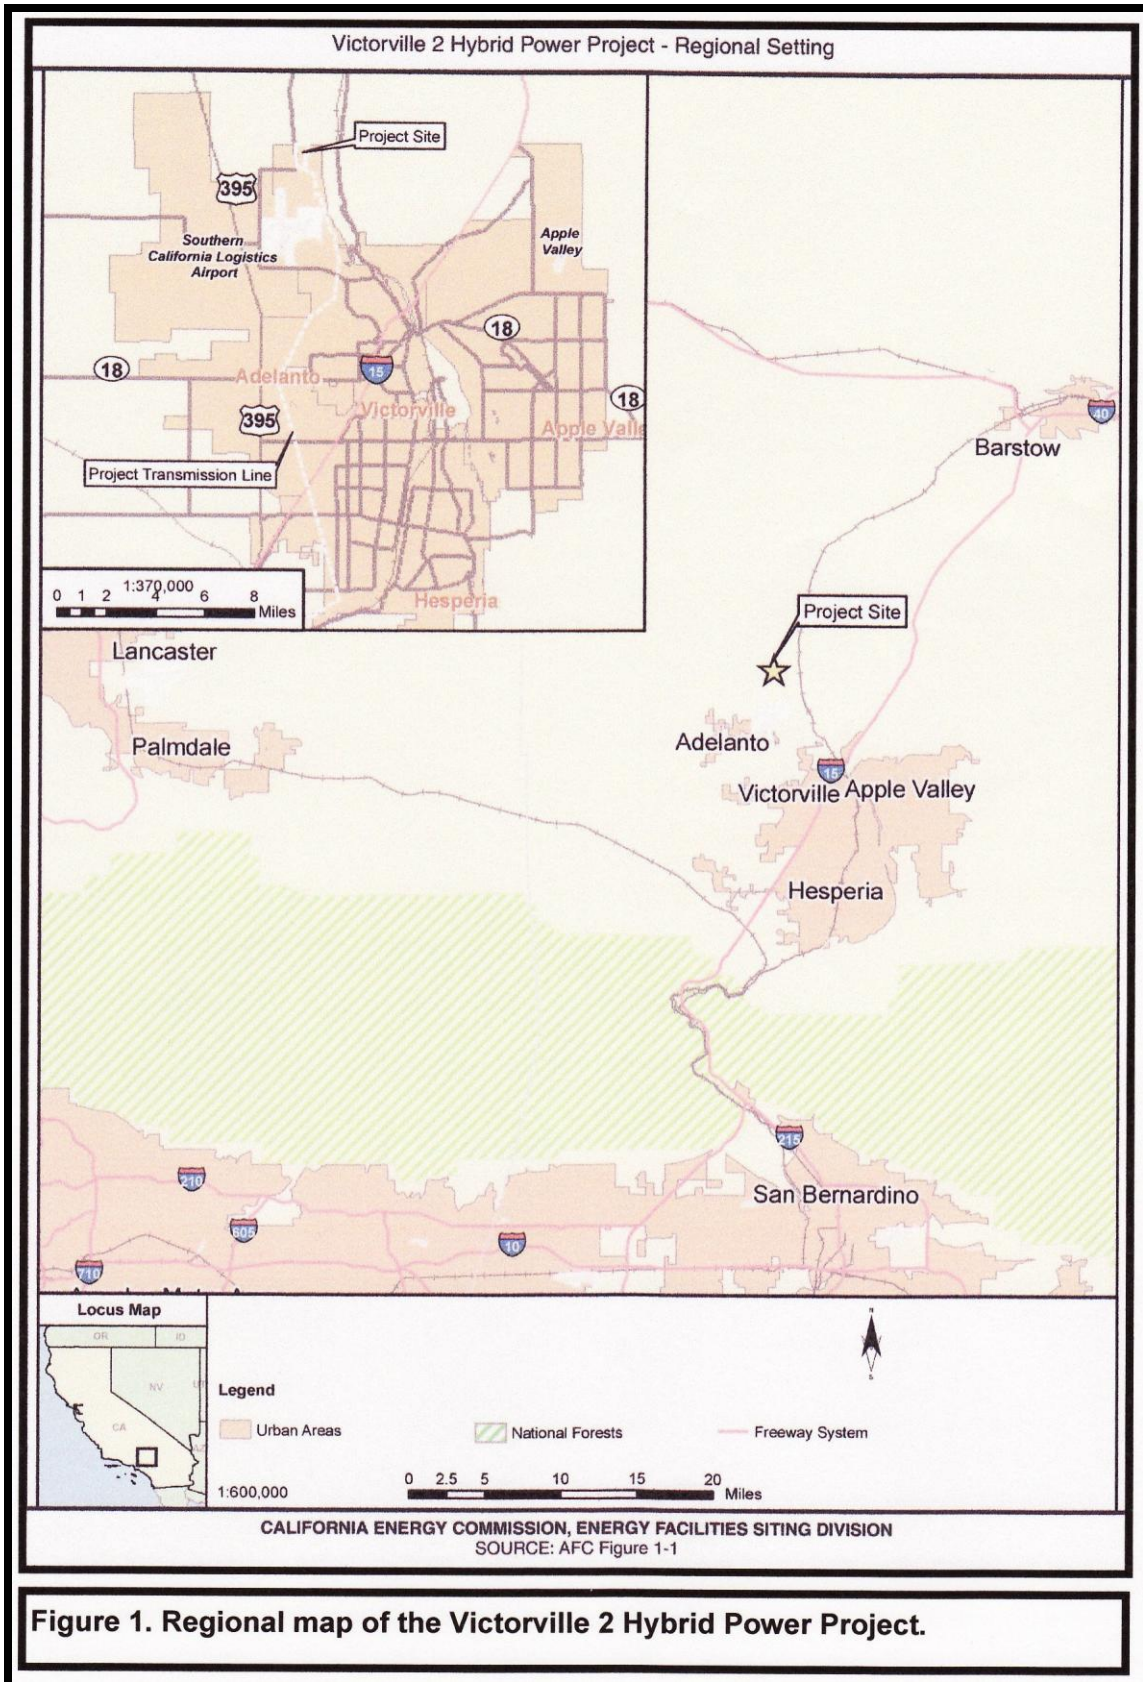 Victorville 2 Hybrid Power Project - Regional Setting
Project Site
395
Southern
California Logistics
Airport
Apple
Valley
18
18
15
Adelanto
18
395
Victorville
Apple Valle
Project Transmission Line
1:370,000
0 1 2 4 6 8
Miles
Hesperia
40
Barstow
Project Site
Lancaster
Palmdale
Adelanto
15
Victorville
Apple Valley
Hesperia
215
210
San Bernardino
605
10
710
Locus Map
OR
ID
NV
CA
N
S
Legend
Urban Areas
National Forests
Freeway System
1:600,000
0 2.5 5 10 15 20
Miles
CALIFORNIA ENERGY COMMISSION, ENERGY FACILITIES SITING DIVISION
SOURCE: AFC Figure 1-1
Figure 1. Regional map of the Victorville 2 Hybrid Power Project.